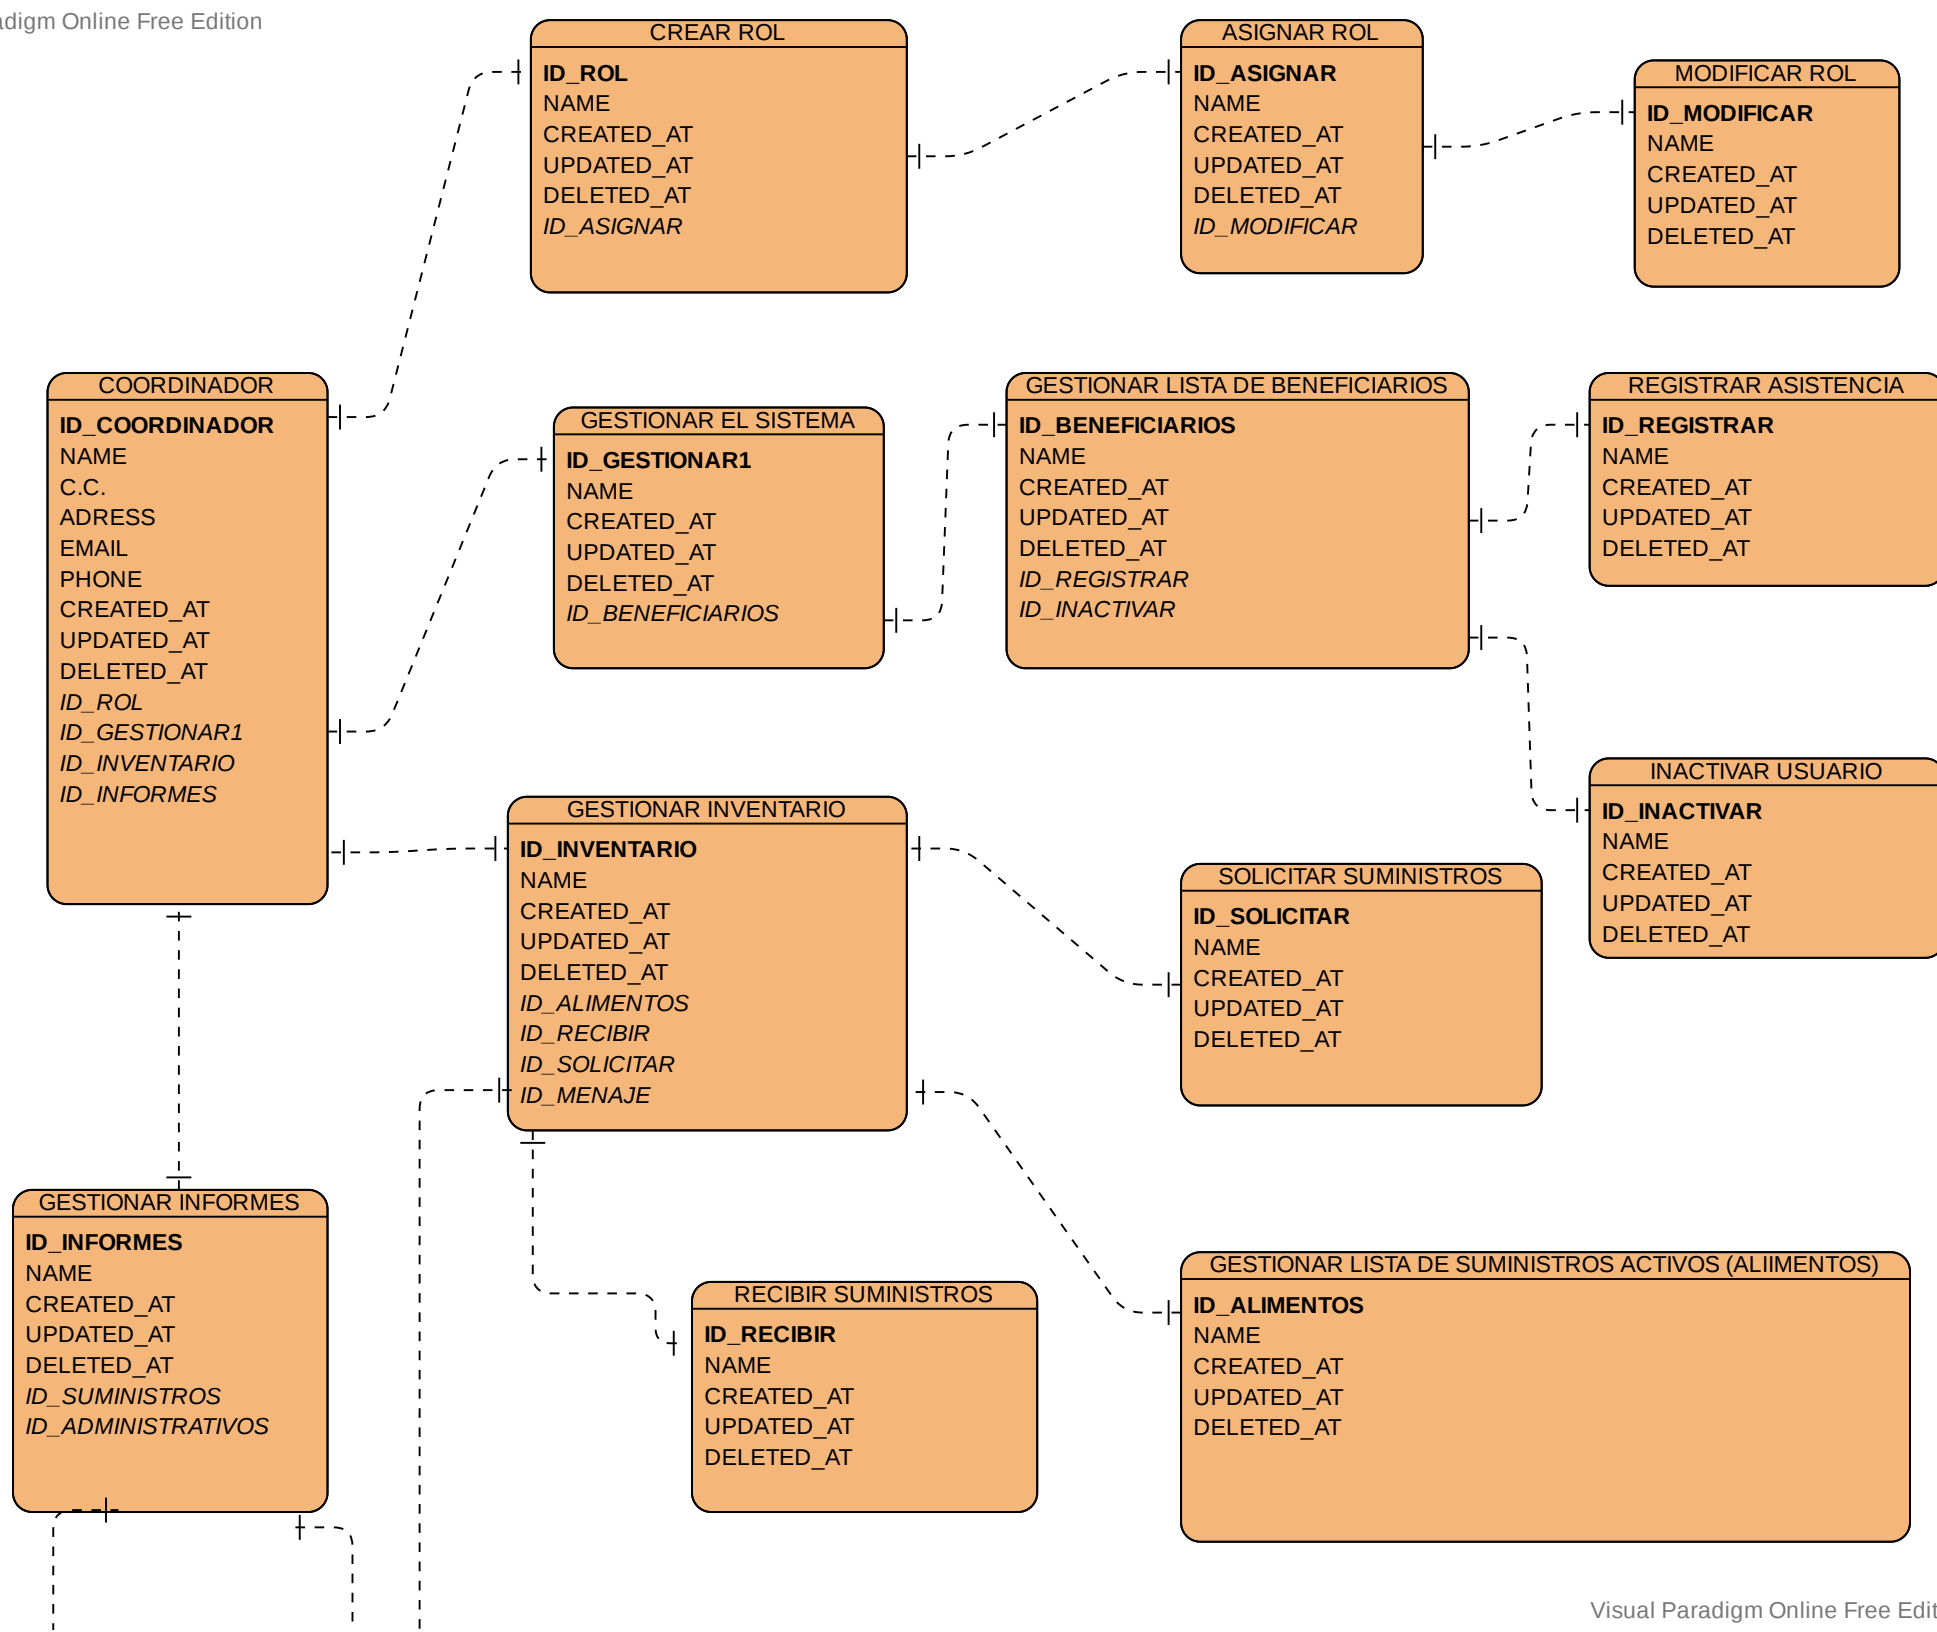 adigm Online Free Edition
CREAR ROL
ID_ROL
NAME
CREATED_AT
UPDATED_AT
DELETED_AT
ID_ASIGNAR
ASIGNAR ROL
ID_ASIGNAR
NAME
CREATED_AT
UPDATED_AT
DELETED_AT
ID_MODIFICAR
MODIFICAR ROL
ID_MODIFICAR
NAME
CREATED_AT
UPDATED_AT
DELETED_AT
COORDINADOR
ID_COORDINADOR
NAME
C.C.
ADRESS
EMAIL
PHONE
CREATED_AT
UPDATED_AT
DELETED_AT
ID_ROL
ID_GESTIONAR1
ID_INVENTARIO
ID_INFORMES
GESTIONAR EL SISTEMA
ID_GESTIONAR1
NAME
CREATED_AT
UPDATED_AT
DELETED_AT
ID_BENEFICIARIOS
GESTIONAR LISTA DE BENEFICIARIOS
ID_BENEFICIARIOS
NAME
CREATED_AT
UPDATED_AT
DELETED_AT
ID_REGISTRAR
ID_INACTIVAR
REGISTRAR ASISTENCIA
ID_REGISTRAR
NAME
CREATED_AT
UPDATED_AT
DELETED_AT
INACTIVAR USUARIO
ID_INACTIVAR
NAME
CREATED_AT
UPDATED_AT
DELETED_AT
GESTIONAR INVENTARIO
ID_INVENTARIO
NAME
CREATED_AT
UPDATED_AT
DELETED_AT
ID_ALIMENTOS
ID_RECIBIR
ID_SOLICITAR
ID_MENAJE
SOLICITAR SUMINISTROS
ID_SOLICITAR
NAME
CREATED_AT
UPDATED_AT
DELETED_AT
GESTIONAR INFORMES
ID_INFORMES
NAME
CREATED_AT
UPDATED_AT
DELETED_AT
ID_SUMINISTROS
ID_ADMINISTRATIVOS
RECIBIR SUMINISTROS
ID_RECIBIR
NAME
CREATED_AT
UPDATED_AT
DELETED_AT
GESTIONAR LISTA DE SUMINISTROS ACTIVOS (ALIIMENTOS)
ID_ALIMENTOS
NAME
CREATED_AT
UPDATED_AT
DELETED_AT
Visual Paradigm Online Free Edit